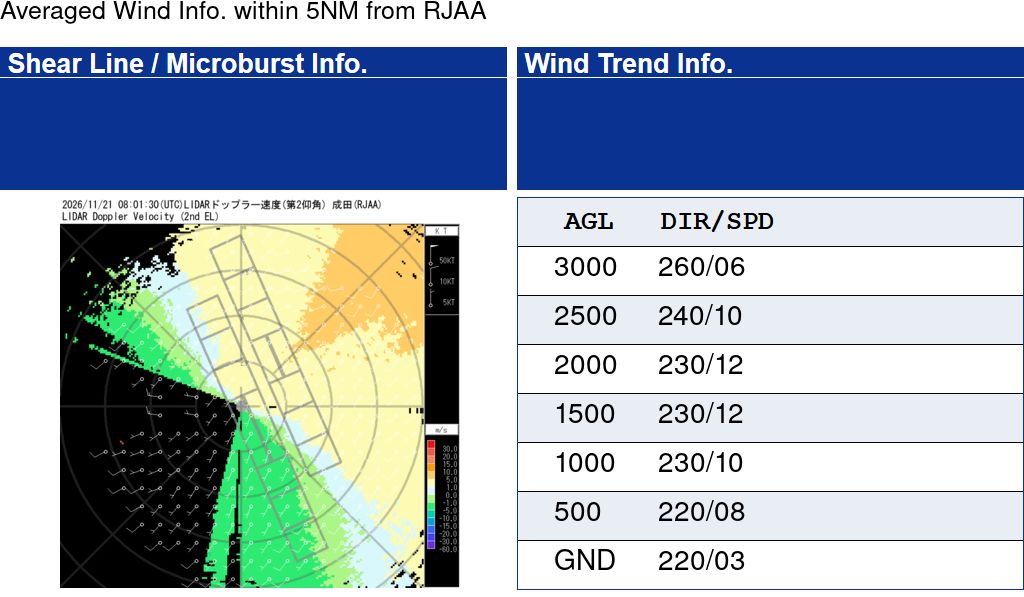 Averaged Wind Info. within 5NM from RJAA
Shear Line / Microburst Info.
Wind Trend Info.
2026/11/21 08:01:30(UTC)LIDARドップラー速度(第2仰角) 成田(RJAA)
LIDAR Doppler Velocity (2nd EL)
K T
50KT
10KT
5KT
m/s
30.0
20.0
15.0
10.0
5.0
1.0
0.0
-1.0
-5.0
-10.0
-15.0
-20.0
-30.0
-60.0
AGL DIR/SPD
3000 260/06
2500 240/10
2000 230/12
1500 230/12
1000 230/10
500 220/08
GND 220/03